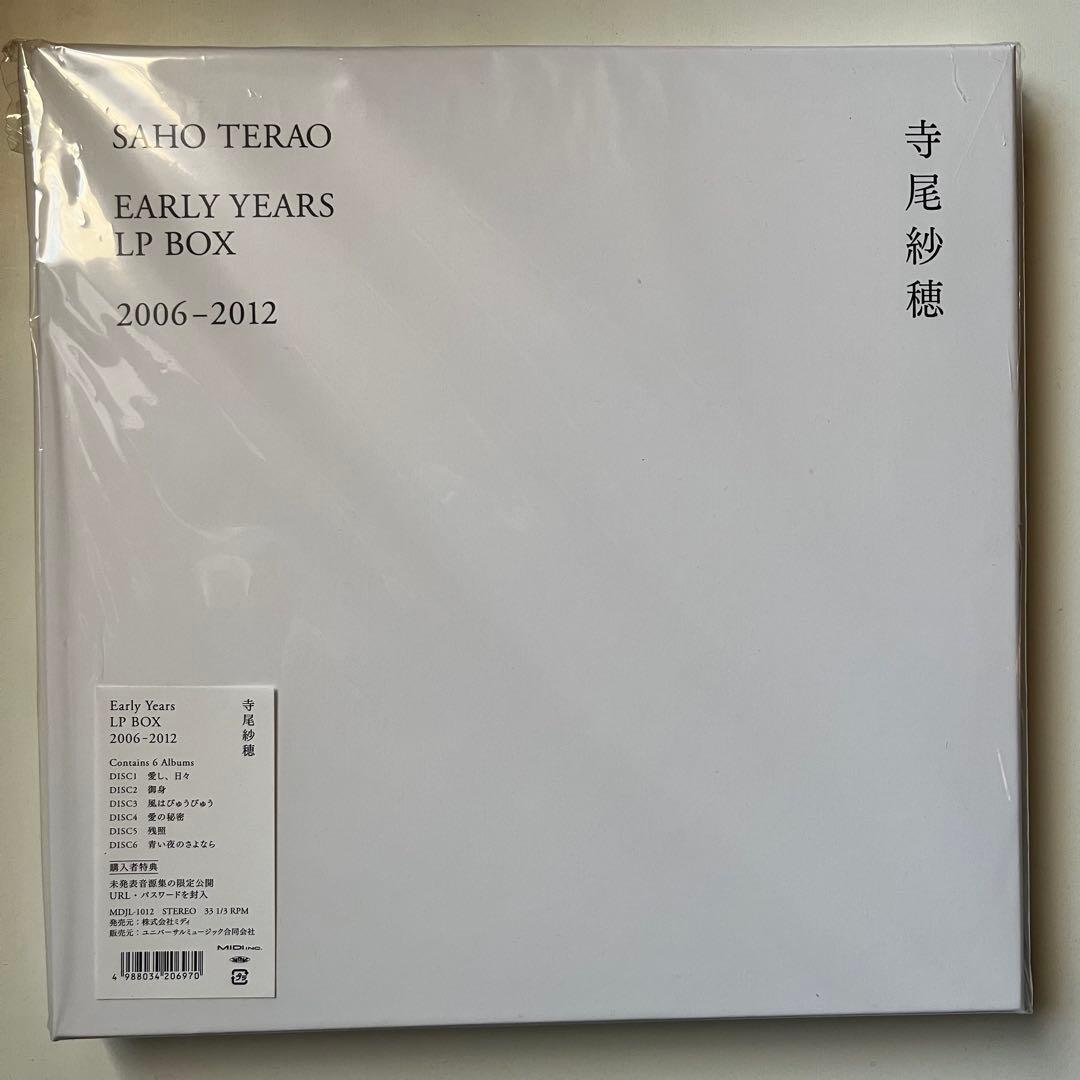 SAHO TERAO
EARLY YEARS
LP BOX
2006–2012
寺尾紗穂
Early Years
LP BOX
2006–2012
寺尾紗穂
Contains 6 Albums
DISC1 愛し、日々
DISC2 御身
DISC3 風はびゅうびゅう
DISC4 愛の秘密
DISC5 残照
DISC6 青い夜のさよなら
購入者特典
未発表音源集の限定公開
URL・パスワードを封入
MDJL-1012 STEREO 33 1/3 RPM
発売元：株式会社ミディ
販売元：ユニバーサルミュージック合同会社
MIDI INC.
4 988034 206970